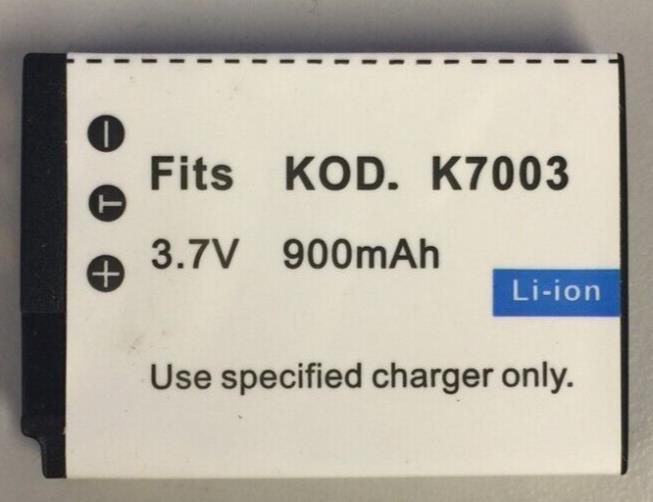 Fits KOD. K7003
3.7V 900mAh
Li-ion
Use specified charger only.
−
T
+